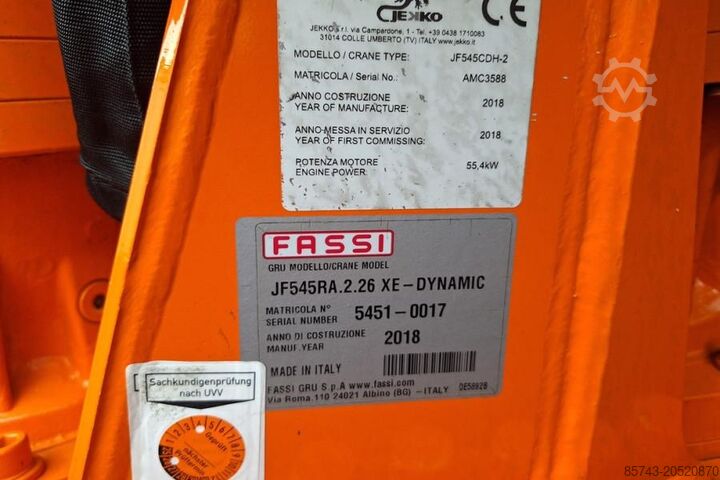 JEKKO
JEKKO s.r.l. via Campardone, 1 - Tel. +39 0438 1710083
31014 COLLE UMBERTO (TV) ITALY www.jekko.it
CE
MODELLO / CRANE TYPE: JF545CDH-2
MATRICOLA / Serial No.: AMC3588
ANNO COSTRUZIONE
YEAR OF MANUFACTURE: 2018
ANNO MESSA IN SERVIZIO
YEAR OF FIRST COMMISSING: 2018
POTENZA MOTORE
ENGINE POWER: 55,4kW
FASSI
GRU MODELLO/CRANE MODEL
JF545RA.2.26 XE-DYNAMIC
MATRICOLA N°
SERIAL NUMBER 5451-0017
ANNO DI COSTRUZIONE
MANUF. YEAR 2018
MADE IN ITALY
FASSI GRU S.p.A www.fassi.com
Via Roma.110 24021 Albino (BG) -ITALY DE5892B
Sachkundigenprüfung
nach UVV
Geprüft
nächster
Prüftermin
85743-20520870